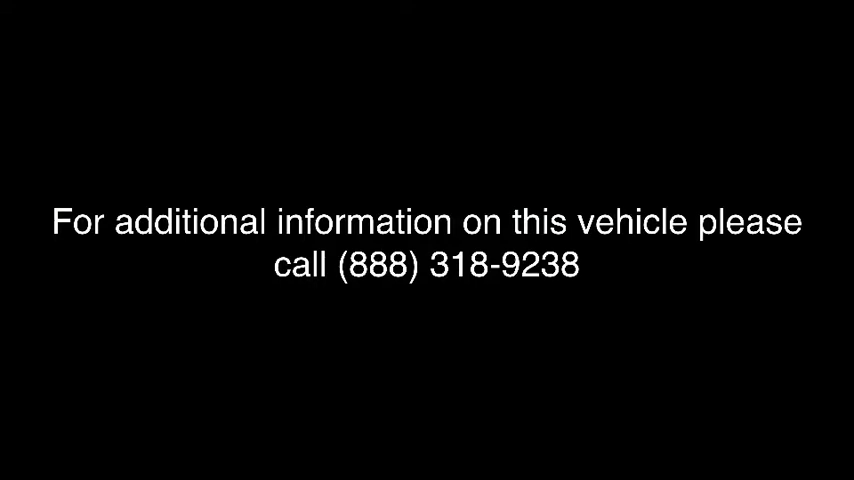 For additional information on this vehicle please
call (888) 318-9238